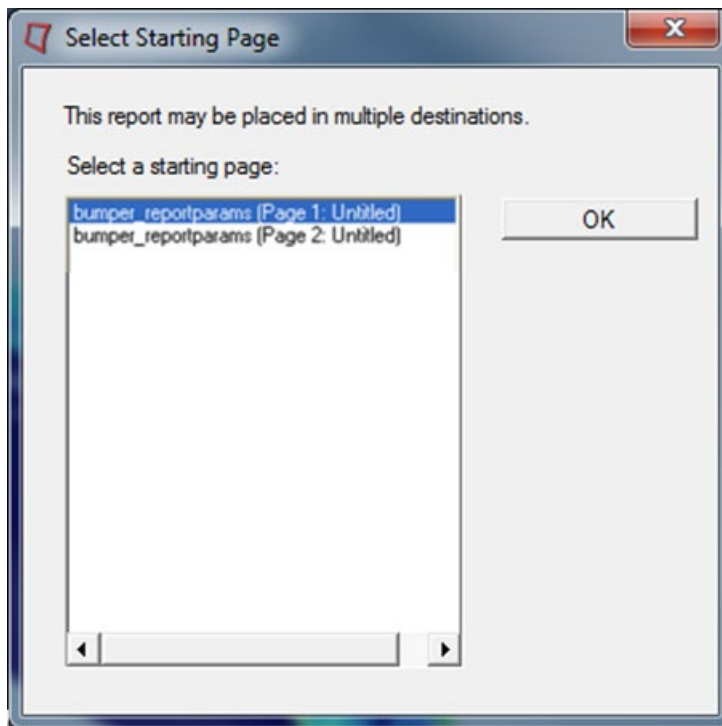 Select Starting Page
This report may be placed in multiple destinations.
Select a starting page:
bumper_reportparams (Page 1: Untitled)
OK
bumper_reportparams (Page 2: Untitled)